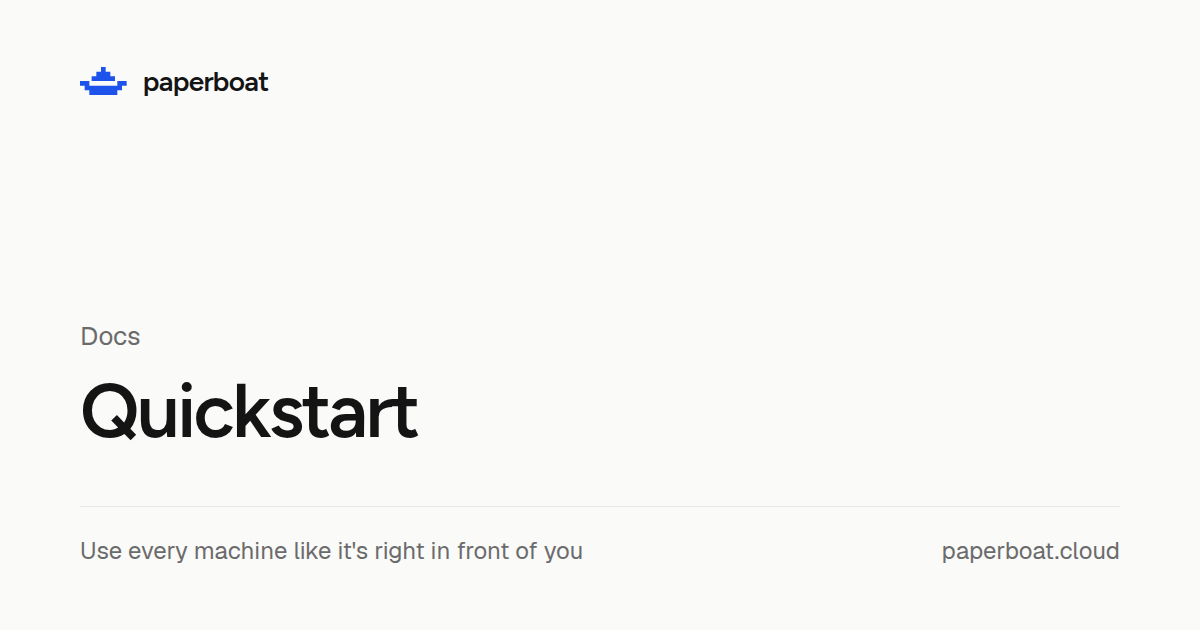 paperboat
Docs
Quickstart
Use every machine like it's right in front of you
paperboat.cloud